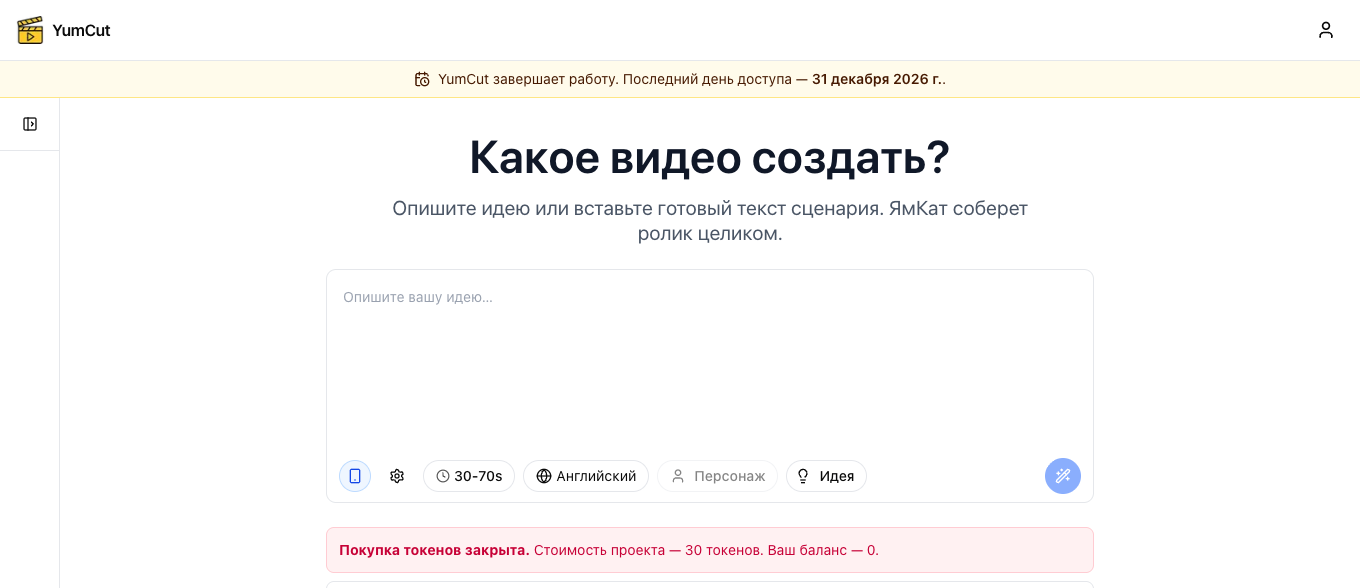 YumCut
YumCut завершает работу. Последний день доступа — 31 декабря 2026 г..
Какое видео создать?
Опишите идею или вставьте готовый текст сценария. ЯмКат соберет
ролик целиком.
Опишите вашу идею...
30-70s Английский Персонаж Идея
Покупка токенов закрыта. Стоимость проекта — 30 токенов. Ваш баланс — 0.